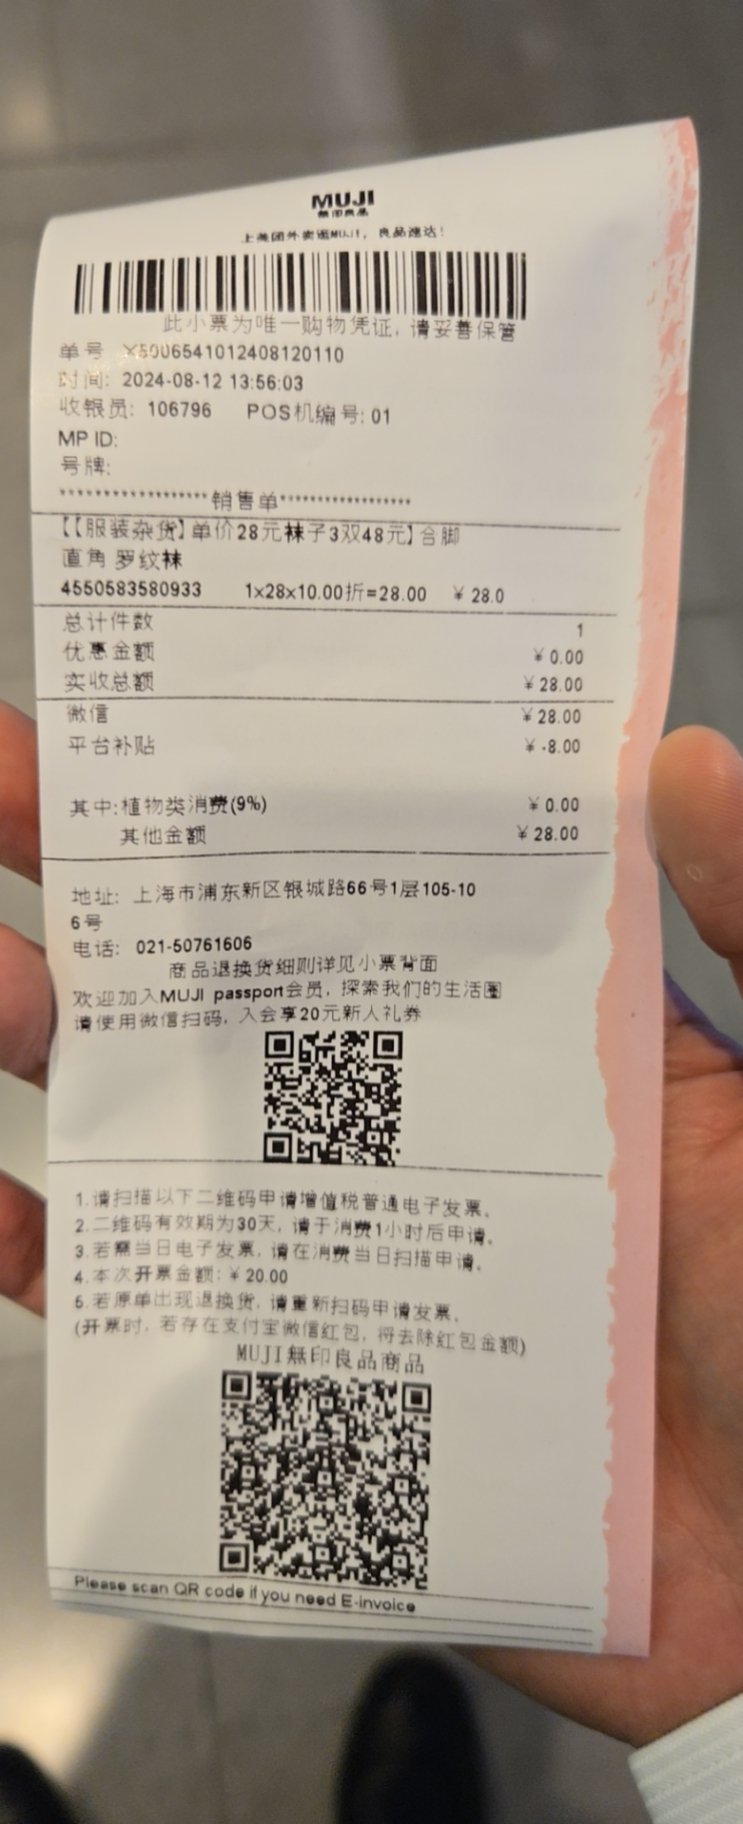 MUJI
無印良品
上美团外卖逛MUJI, 良品速达!
此小票为唯一购物凭证, 请妥善保管
单号 X5006541012408120110
时间: 2024-08-12 13:56:03
收银员: 106796 POS机编号: 01
MP ID:
号牌:
******************销售单*****************
【[服装杂货]单价28元袜子3双48元】合脚
直角 罗纹袜
4550583580933 1x28x10.00折=28.00 ¥ 28.0
总计件数 1
优惠金额 ¥ 0.00
实收总额 ¥ 28.00
微信 ¥ 28.00
平台补贴 ¥ -8.00
其中:植物类消费(9%) ¥ 0.00
其他金额 ¥ 28.00
地址: 上海市浦东新区银城路66号1层105-10
6号
电话: 021-50761606
商品退换货细则详见小票背面
欢迎加入MUJI passport会员, 探索我们的生活圈
请使用微信扫码, 入会享20元新人礼券
1.请扫描以下二维码申请增值税普通电子发票。
2.二维码有效期为30天, 请于消费1小时后申请。
3.若需当日电子发票, 请在消费当日扫描申请。
4.本次开票金额: ¥ 20.00
5.若原单出现退换货, 请重新扫码申请发票。
(开票时, 若存在支付宝微信红包, 将去除红包金额)
MUJI無印良品商品
Please scan QR code if you need E-invoice